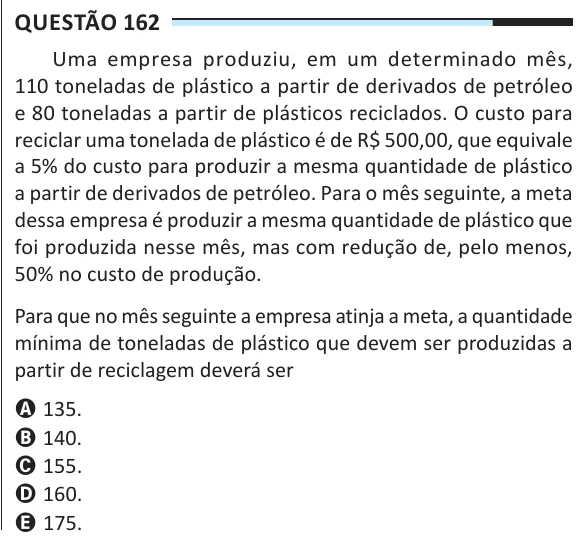 QUESTÃO 162
Uma empresa produziu, em um determinado mês,
110 toneladas de plástico a partir de derivados de petróleo
e 80 toneladas a partir de plásticos reciclados. O custo para
reciclar uma tonelada de plástico é de R$ 500,00, que equivale
a 5% do custo para produzir a mesma quantidade de plástico
a partir de derivados de petróleo. Para o mês seguinte, a meta
dessa empresa é produzir a mesma quantidade de plástico que
foi produzida nesse mês, mas com redução de, pelo menos,
50% no custo de produção.
Para que no mês seguinte a empresa atinja a meta, a quantidade
mínima de toneladas de plástico que devem ser produzidas a
partir de reciclagem deverá ser
A 135.
B 140.
C 155.
D 160.
E 175.